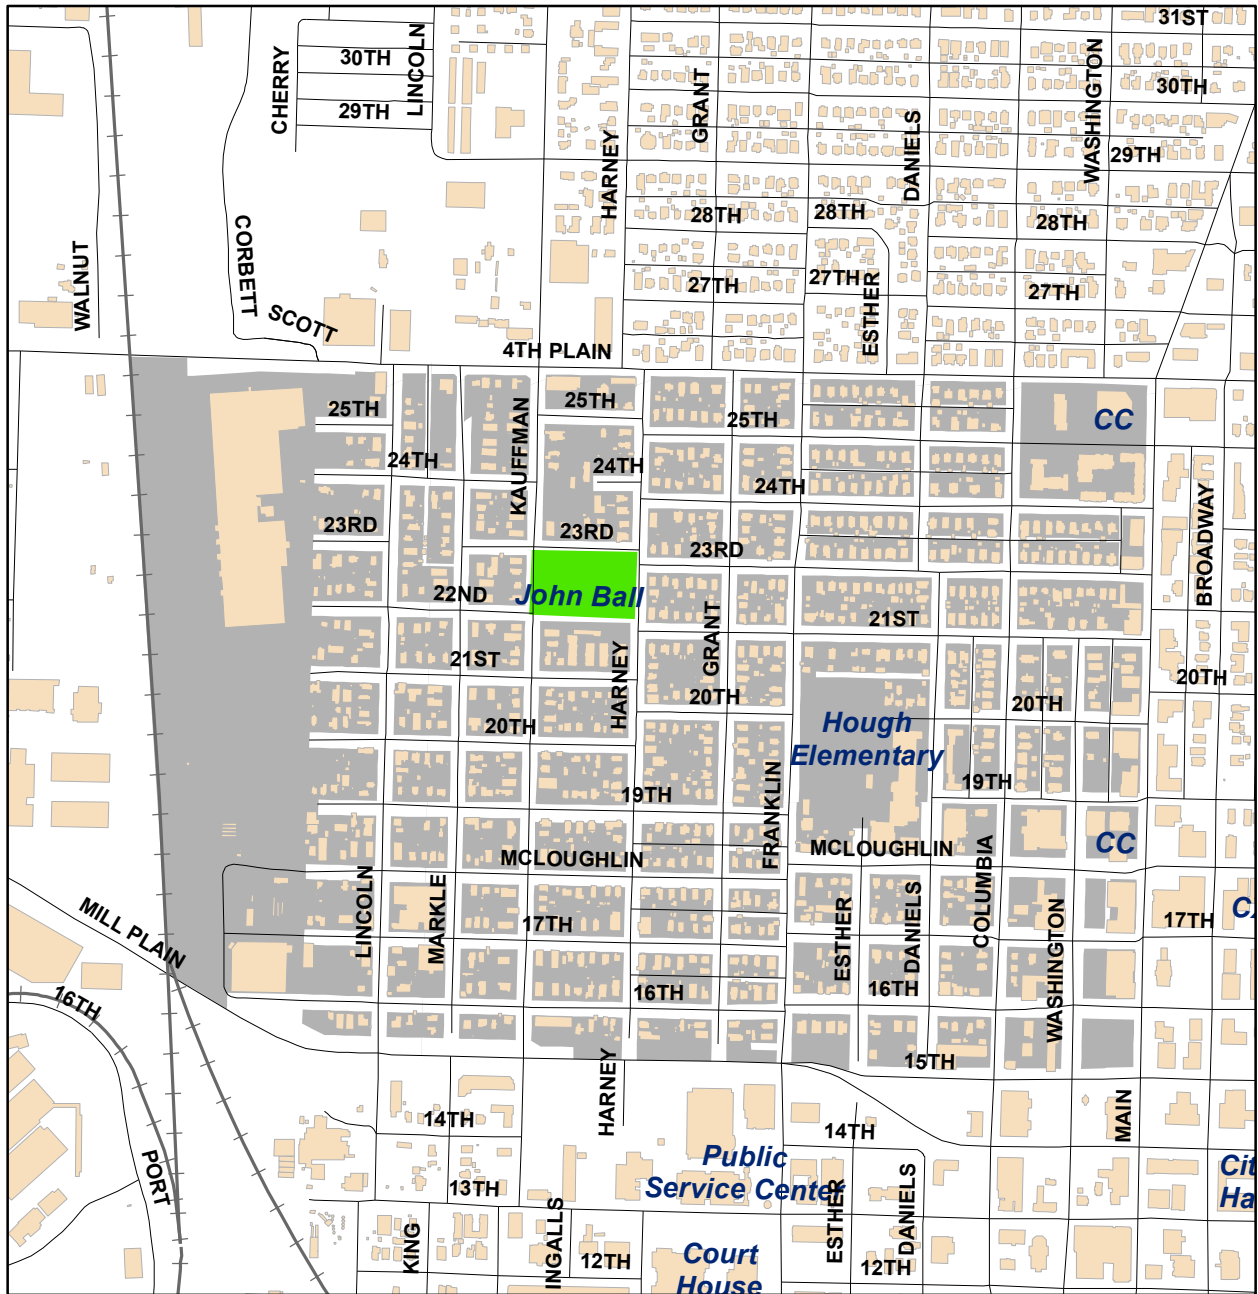 31ST
CHERRY
30TH
LINCOLN
WASHINGTON
30TH
29TH
GRANT
DANIELS
29TH
HARNEY
28TH
28TH
28TH
CORBETT
WALNUT
27TH
27TH
ESTHER
27TH
SCOTT
4TH PLAIN
25TH
25TH
25TH
CC
KAUFFMAN
24TH
24TH
24TH
23RD
23RD
23RD
BROADWAY
22ND
John Ball
21ST
21ST
GRANT
HARNEY
20TH
20TH
20TH
20TH
Hough
Elementary
19TH
19TH
FRANKLIN
MCLOUGHLIN
MCLOUGHLIN
COLUMBIA
CC
LINCOLN
MARKLE
17TH
ESTHER
DANIELS
WASHINGTON
17TH
C
MILL PLAIN
16TH
16TH
16TH
15TH
HARNEY
14TH
14TH
MAIN
PORT
13TH
Public
Service Center
ESTHER
DANIELS
Cit
Ha
KING
INGALLS
12TH
Court
House
12TH